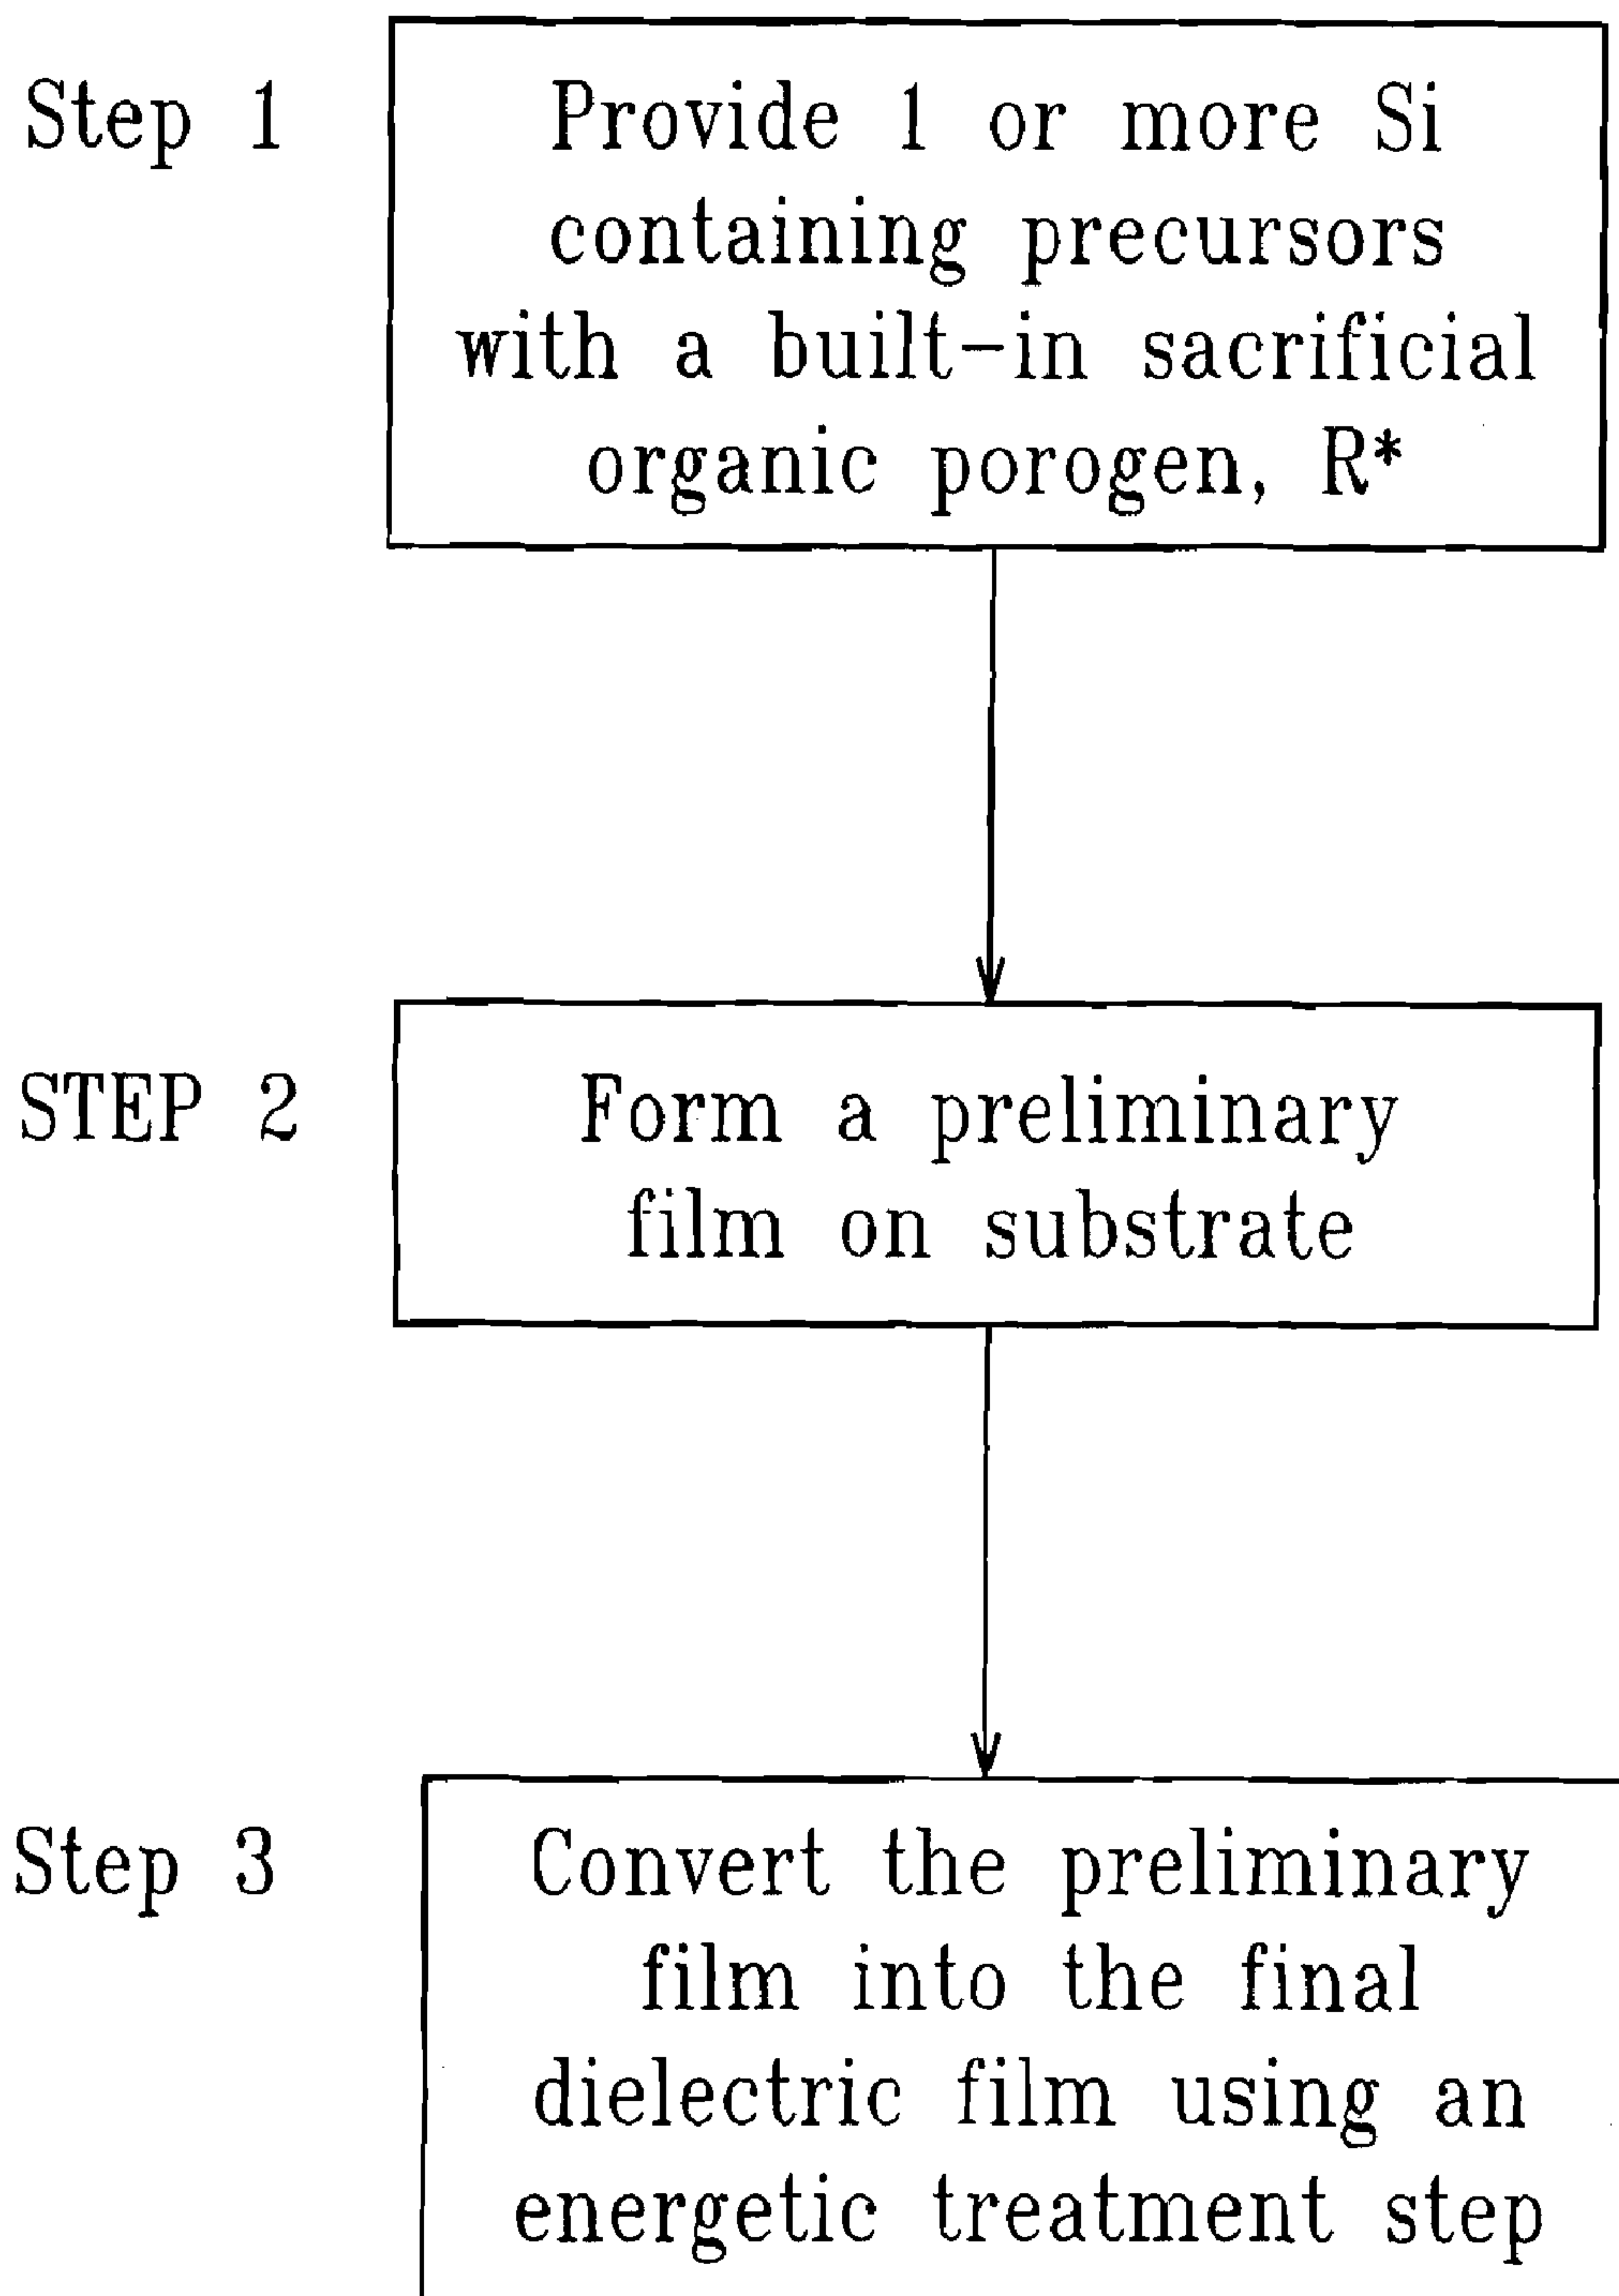 Step 1
Provide 1 or more Si
containing precursors
with a built-in sacrificial
organic porogen, R*
STEP 2
Form a preliminary
film on substrate
Step 3
Convert the preliminary
film into the final
dielectric film using an
energetic treatment step